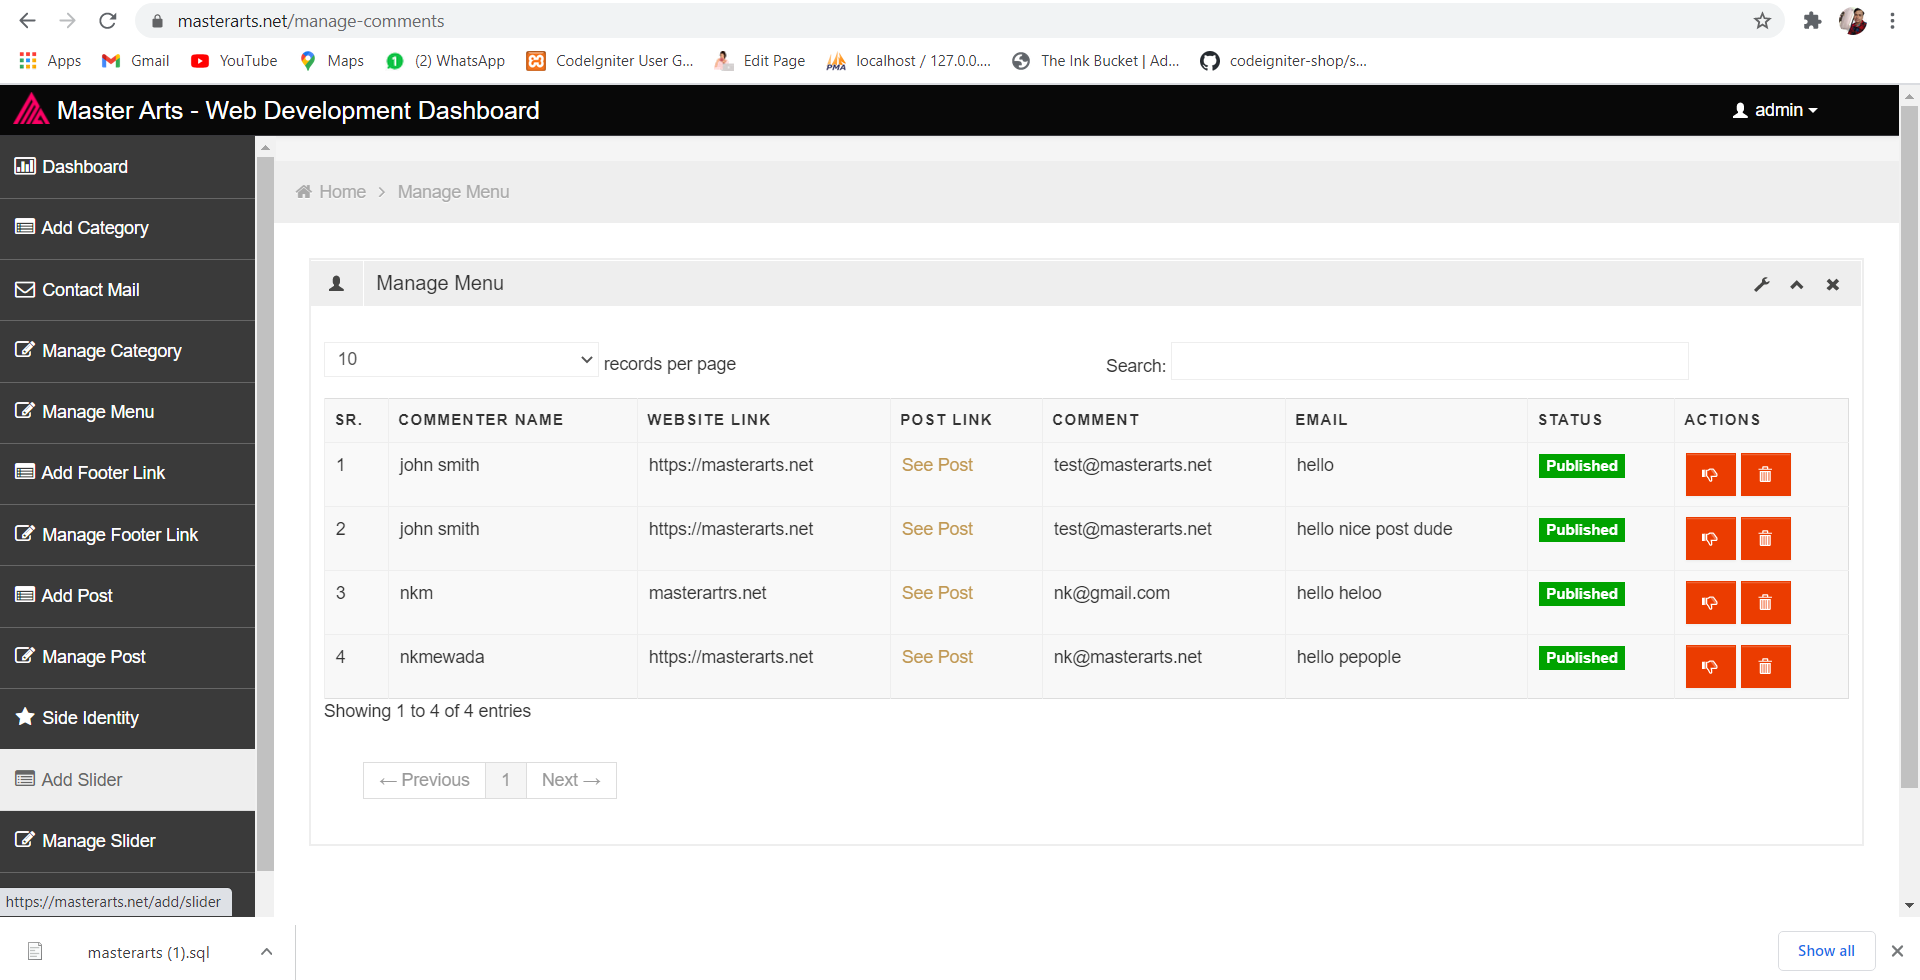 masterarts.net/manage-comments
Apps Gmail YouTube Maps (2) WhatsApp CodeIgniter User G... Edit Page localhost / 127.0.0.... The Ink Bucket | Ad... codeigniter-shop/s...
Master Arts - Web Development Dashboard
admin
Dashboard
Add Category
Contact Mail
Manage Category
Manage Menu
Add Footer Link
Manage Footer Link
Add Post
Manage Post
Side Identity
Add Slider
Manage Slider
https://masterarts.net/add/slider
Home > Manage Menu
Manage Menu
10 records per page
Search:
SR. COMMENTER NAME WEBSITE LINK POST LINK COMMENT EMAIL STATUS ACTIONS
1 john smith https://masterarts.net See Post test@masterarts.net hello Published
2 john smith https://masterarts.net See Post test@masterarts.net hello nice post dude Published
3 nkm masterartrs.net See Post nk@gmail.com hello heloo Published
4 nkmewada https://masterarts.net See Post nk@masterarts.net hello pepople Published
Showing 1 to 4 of 4 entries
← Previous 1 Next →
masterarts (1).sql
Show all